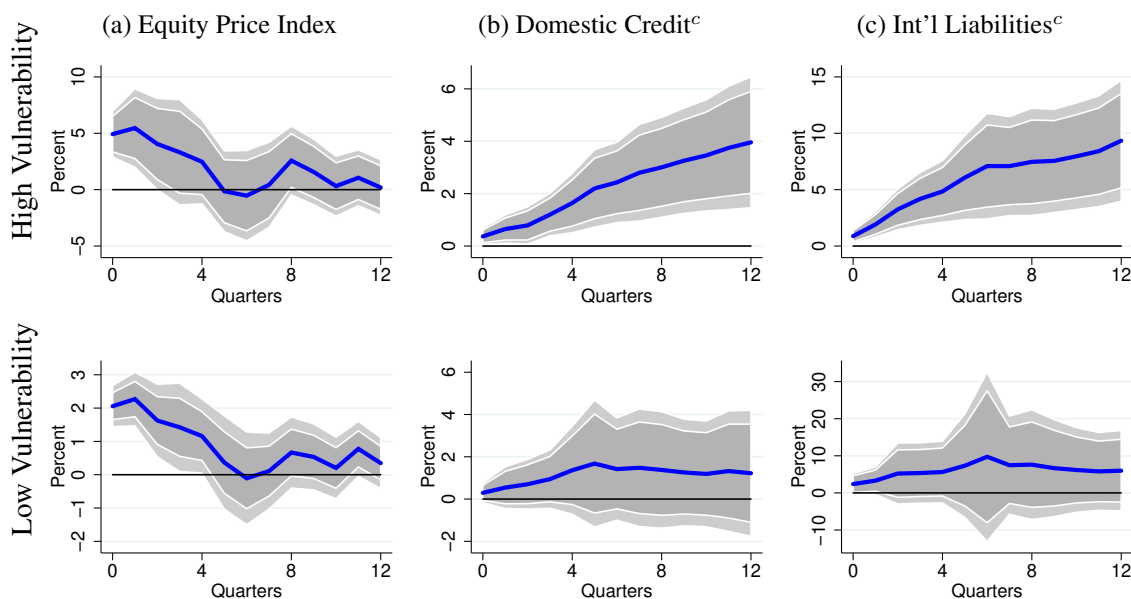 (a) Equity Price Index
(b) Domestic Credit^c
(c) Int'l Liabilities^c
High Vulnerability
Percent
10
5
0
−5
0 4 8 12
Quarters
Percent
6
4
2
0
0 4 8 12
Quarters
Percent
15
10
5
0
0 4 8 12
Quarters
Low Vulnerability
Percent
3
2
1
0
−1
−2
0 4 8 12
Quarters
Percent
6
4
2
0
−2
0 4 8 12
Quarters
Percent
30
20
10
0
−10
0 4 8 12
Quarters